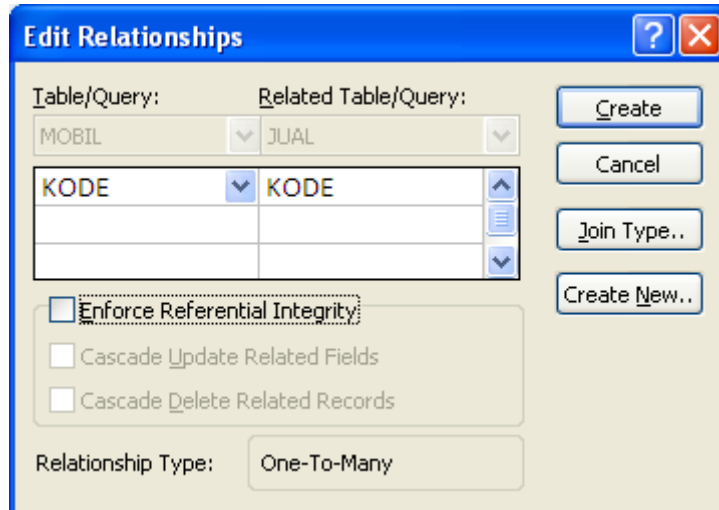 Edit Relationships
Table/Query: Related Table/Query:
MOBIL JUAL
KODE KODE
Enforce Referential Integrity
Cascade Update Related Fields
Cascade Delete Related Records
Relationship Type: One-To-Many
?
Create
Cancel
Join Type..
Create New..